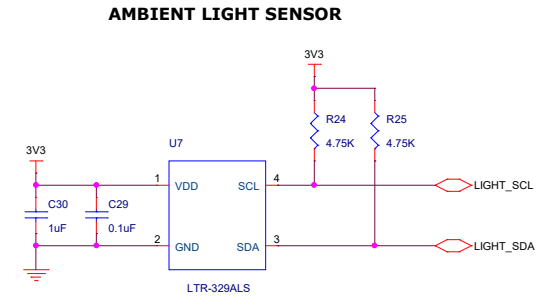 AMBIENT LIGHT SENSOR
3V3
R24
R25
4.75K
4.75K
U7
3V3
1
VDD
SCL
4
LIGHT_SCL
C30
C29
1uF
0.1uF
2
GND
SDA
3
LIGHT_SDA
LTR-329ALS